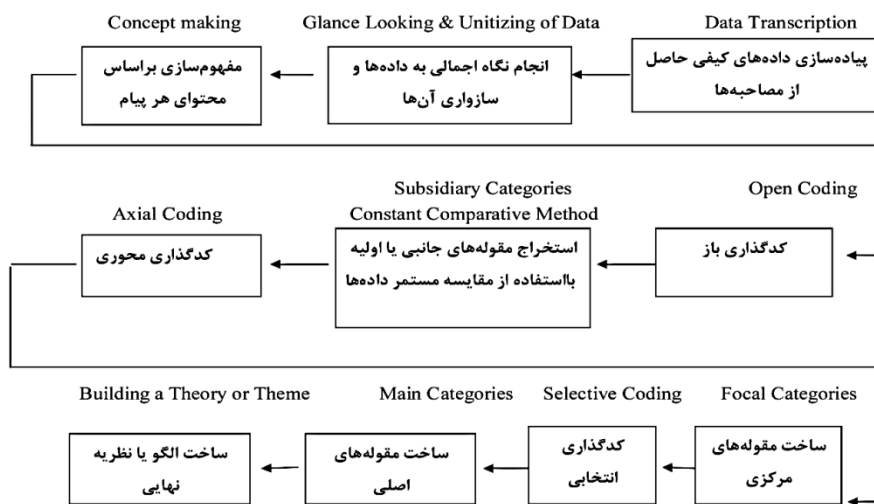 Data Transcription
پیاده‌سازی داده‌های کیفی حاصل
از مصاحبه‌ها
Glance Looking & Unitizing of Data
انجام نگاه اجمالی به داده‌ها و
سازواری آن‌ها
Concept making
مفهوم‌سازی براساس
محتوای هر پیام
Open Coding
کدگذاری باز
Subsidiary Categories
Constant Comparative Method
استخراج مقوله‌های جانبی یا اولیه
بااستفاده از مقایسه مستمر داده‌ها
Axial Coding
کدگذاری محوری
Focal Categories
ساخت مقوله‌های
مرکزی
Selective Coding
کدگذاری
انتخابی
Main Categories
ساخت مقوله‌های
اصلی
Building a Theory or Theme
ساخت الگو یا نظریه
نهایی